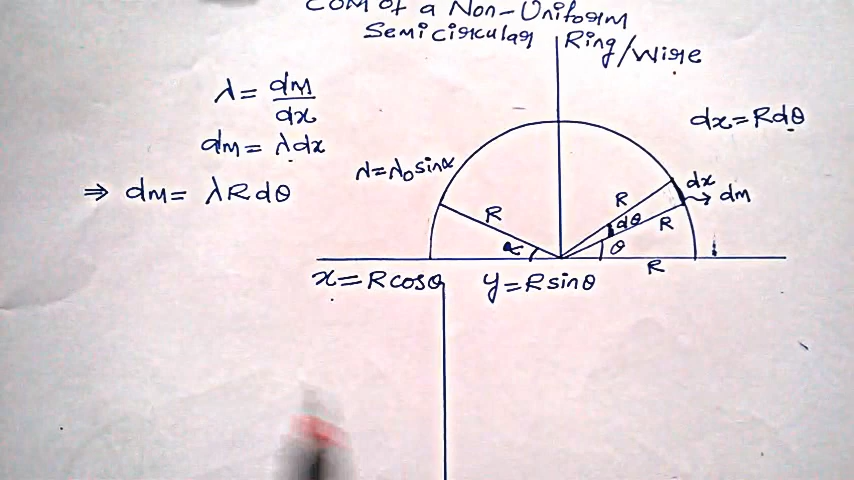 COM of a Non-Uniform
Semicircular Ring/Wire
λ = dM/dx
dM = λdx
⇒ dM = λRdθ
dx = Rdθ
λ=λ₀sinα
R
α
R
dθ
R
θ
R
dx
→ dM
x = Rcosθ
y = Rsinθ